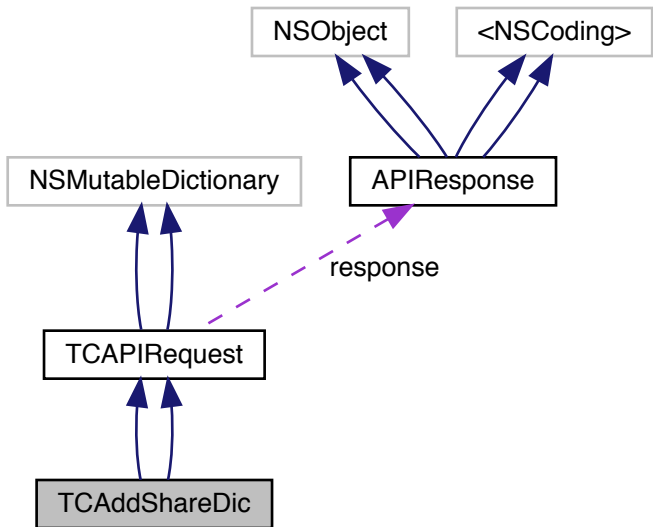 NSObject
<NSCoding>
NSMutableDictionary
APIResponse
response
TCAPIRequest
TCAddShareDic